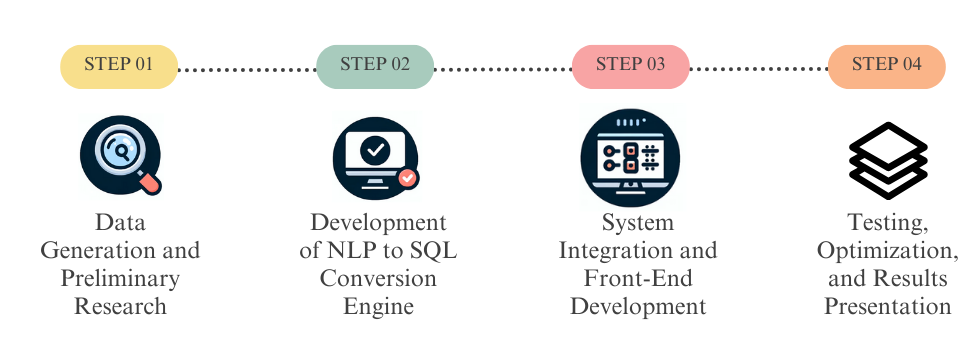 STEP 01
STEP 02
STEP 03
STEP 04
Data
Generation and
Preliminary
Research
Development
of NLP to SQL
Conversion
Engine
System
Integration and
Front-End
Development
Testing,
Optimization,
and Results
Presentation